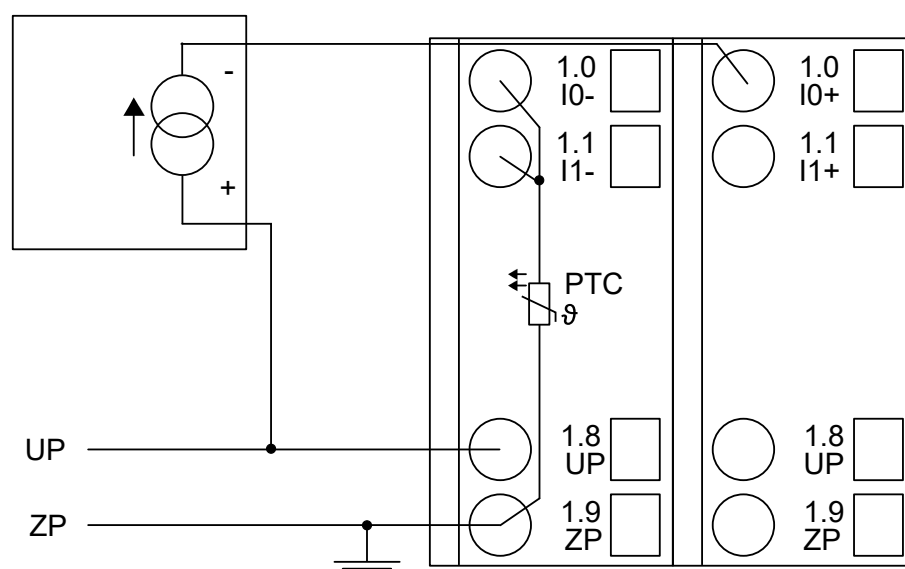 -
+
1.0
I0-
1.0
I0+
1.1
I1-
1.1
I1+
PTC
ϑ
UP
1.8
UP
1.8
UP
ZP
1.9
ZP
1.9
ZP